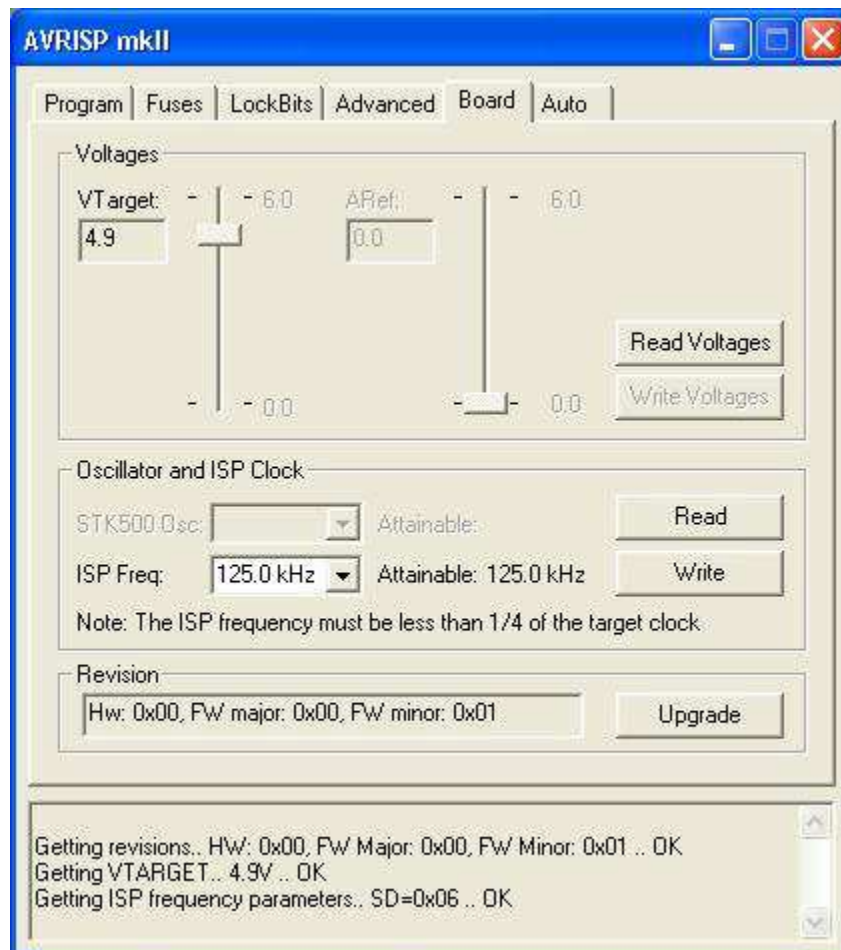 AVRISP mkII
Program Fuses LockBits Advanced Board Auto
Voltages
VTarget: - - 6.0 ARef: - - 6.0
4.9 0.0
Read Voltages
- - 0.0 - - 0.0 Write Voltages
Oscillator and ISP Clock
STK500 Osc: Attainable: Read
ISP Freq: 125.0 kHz Attainable: 125.0 kHz Write
Note: The ISP frequency must be less than 1/4 of the target clock
Revision
Hw: 0x00, FW major: 0x00, FW minor: 0x01 Upgrade
Getting revisions.. HW: 0x00, FW Major: 0x00, FW Minor: 0x01 .. OK
Getting VTARGET.. 4.9V .. OK
Getting ISP frequency parameters.. SD=0x06 .. OK